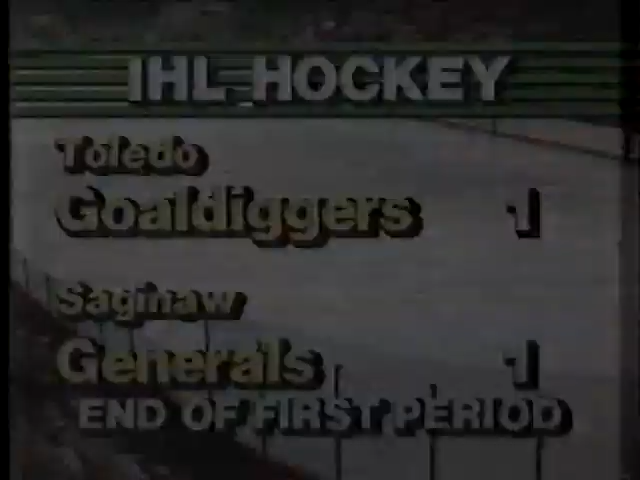 IHL HOCKEY
Toledo
Goaldiggers 1
Saginaw
Generals 1
END OF FIRST PERIOD